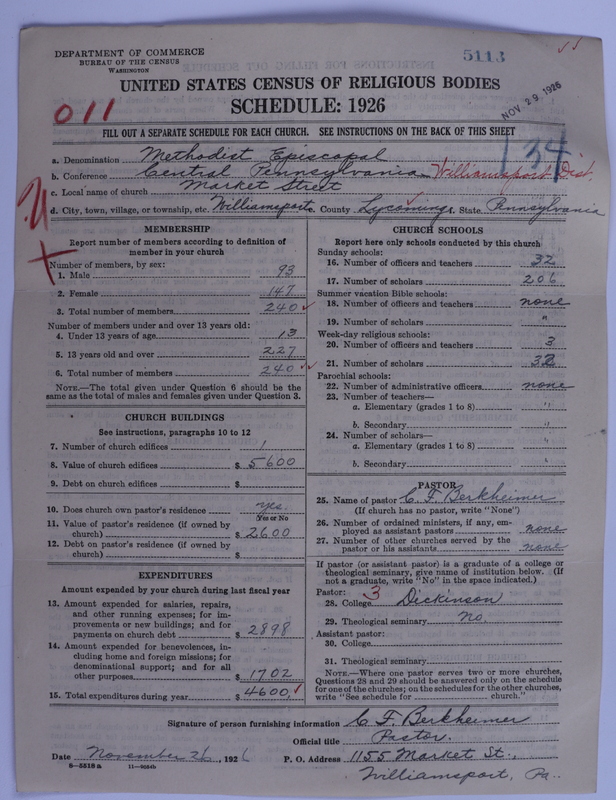 DEPARTMENT OF COMMERCE
BUREAU OF THE CENSUS
WASHINGTON
5113
UNITED STATES CENSUS OF RELIGIOUS BODIES
SCHEDULE: 1926
NOV 29 1926
011
FILL OUT A SEPARATE SCHEDULE FOR EACH CHURCH. SEE INSTRUCTIONS ON THE BACK OF THIS SHEET
134
a. Denomination Methodist Episcopal
b. Conference Central Pennsylvania Williamsport Dist.
c. Local name of church Market Street
d. City, town, village, or township, etc. Williamsport e. County Lycoming f. State Pennsylvania
MEMBERSHIP
Report number of members according to definition of
member in your church
Number of members, by sex:
1. Male 93
2. Female 147
3. Total number of members 240
Number of members under and over 13 years old:
4. Under 13 years of age 13
5. 13 years old and over 227
6. Total number of members 240
NOTE.—The total given under Question 6 should be the
same as the total of males and females given under Question 3.
CHURCH BUILDINGS
See instructions, paragraphs 10 to 12
7. Number of church edifices 1
8. Value of church edifices $ 5600
9. Debt on church edifices $
10. Does church own pastor's residence yes.
Yes or No
11. Value of pastor's residence (if owned by
church) $ 2600
12. Debt on pastor's residence (if owned by
church) $
EXPENDITURES
Amount expended by your church during last fiscal year
13. Amount expended for salaries, repairs,
and other running expenses; for im-
provements or new buildings; and for
payments on church debt $ 2898
14. Amount expended for benevolences, in-
cluding home and foreign missions; for
denominational support; and for all
other purposes $ 1702
15. Total expenditures during year $ 4600
CHURCH SCHOOLS
Report here only schools conducted by this church
Sunday schools:
16. Number of officers and teachers 32
17. Number of scholars 206
Summer vacation Bible schools:
18. Number of officers and teachers none
19. Number of scholars "
Week-day religious schools:
20. Number of officers and teachers 3
21. Number of scholars 32
Parochial schools:
22. Number of administrative officers none
23. Number of teachers—
a. Elementary (grades 1 to 8) "
b. Secondary "
24. Number of scholars—
a. Elementary (grades 1 to 8) "
b. Secondary "
PASTOR
25. Name of pastor C. F. Berkheimer
(If church has no pastor, write "None")
26. Number of ordained ministers, if any, em-
ployed as assistant pastors none
27. Number of other churches served by the
pastor or his assistants none
If pastor (or assistant pastor) is a graduate of a college or
theological seminary, give name of institution below. (If
not a graduate, write "No" in the space indicated.)
Pastor: 3
28. College Dickinson
29. Theological seminary No
Assistant pastor:
30. College
31. Theological seminary
NOTE.—Where one pastor serves two or more churches,
Questions 28 and 29 should be answered only on the schedule
for one of the churches; on the schedules for the other churches,
write "See schedule for church."
Signature of person furnishing information C. F. Berkheimer
Official title Pastor.
Date November 26, 1926 P. O. Address 1155 Market St.,
8—5518 a
Williamsport, Pa.